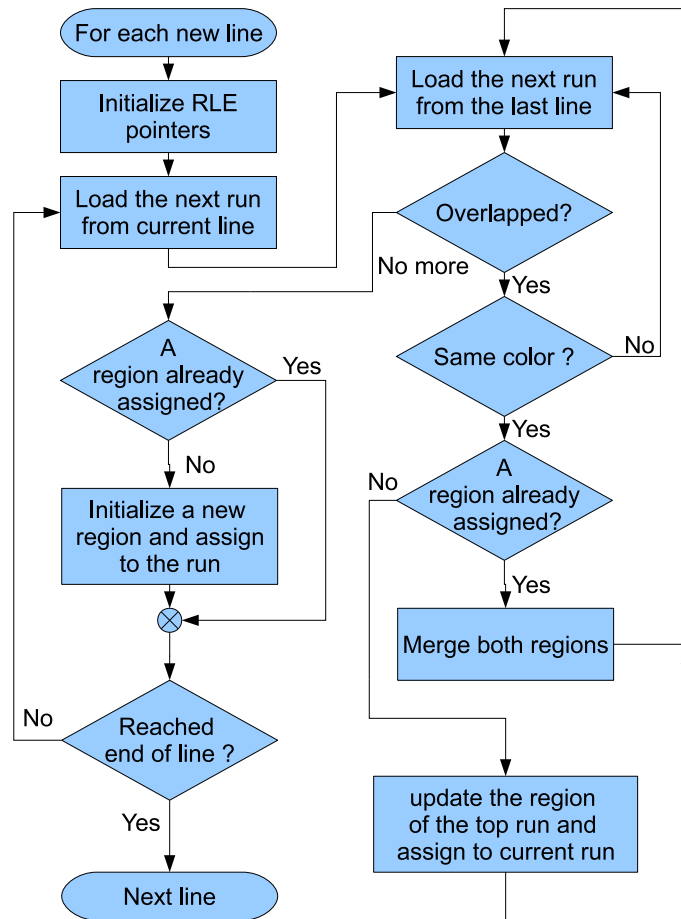 For each new line
Initialize RLE
pointers
Load the next run
from current line
Load the next run
from the last line
Overlapped?
No more
Yes
Same color ?
No
Yes
A
region already
assigned?
Yes
No
Initialize a new
region and assign
to the run
A
region already
assigned?
No
Yes
Merge both regions
Reached
end of line ?
No
Yes
Next line
update the region
of the top run and
assign to current run